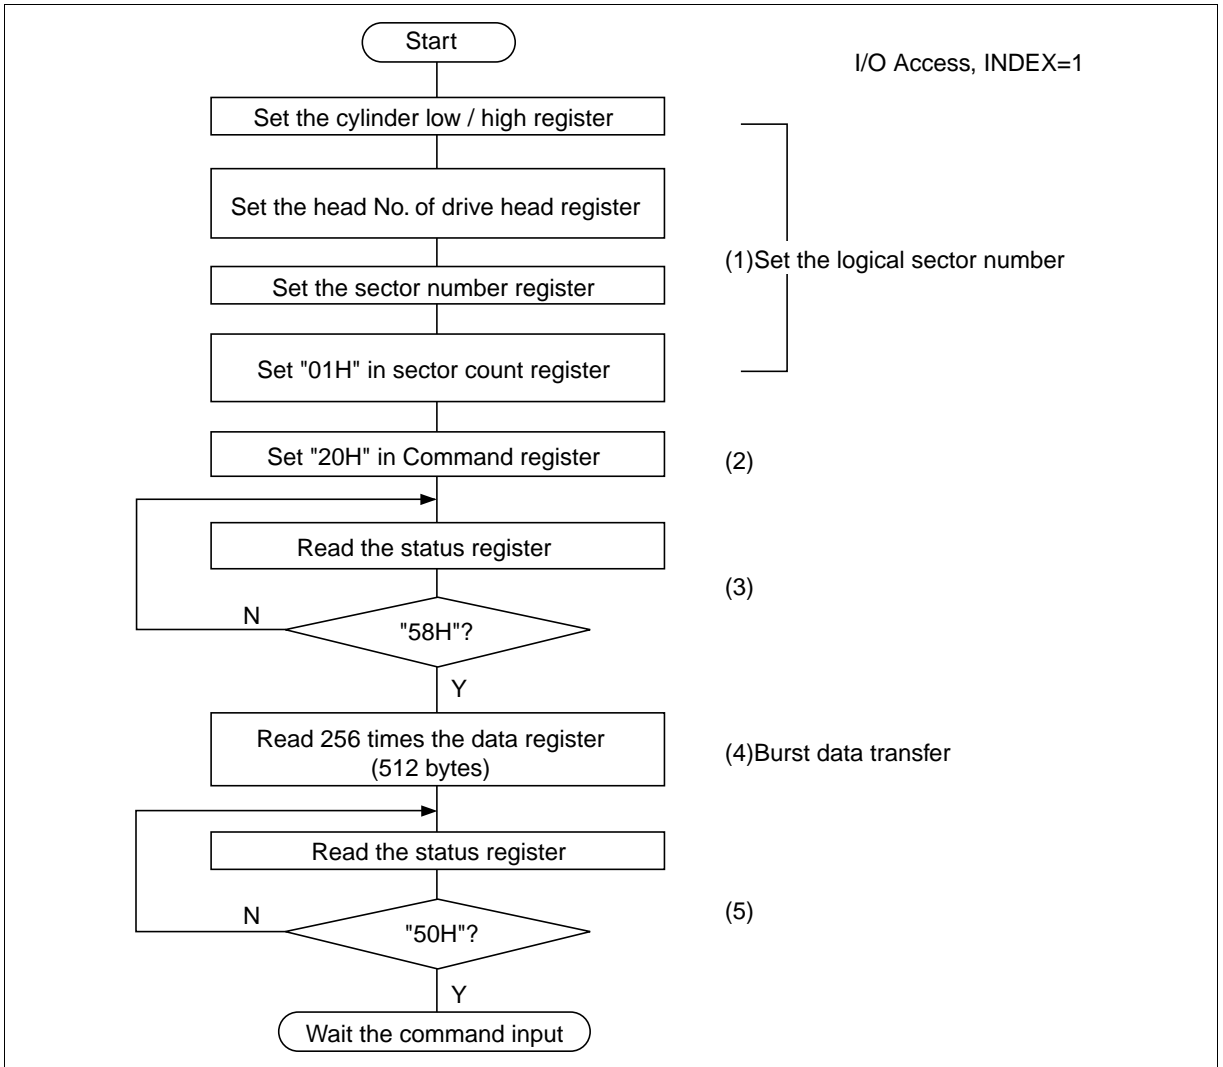 Start
I/O Access, INDEX=1
Set the cylinder low / high register
Set the head No. of drive head register
(1)Set the logical sector number
Set the sector number register
Set "01H" in sector count register
Set "20H" in Command register
(2)
Read the status register
(3)
N
"58H"?
Y
Read 256 times the data register
(512 bytes)
(4)Burst data transfer
Read the status register
N
(5)
"50H"?
Y
Wait the command input